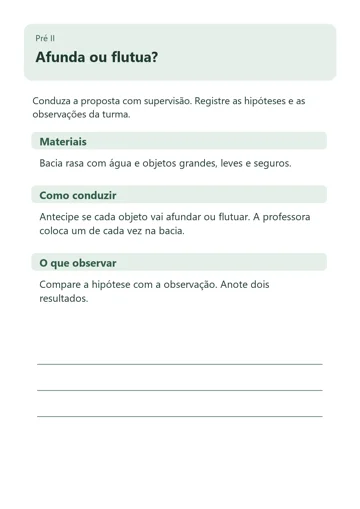 Pré II
Afunda ou flutua?
Conduza a proposta com supervisão. Registre as hipóteses e as
observações da turma.
Materiais
Bacia rasa com água e objetos grandes, leves e seguros.
Como conduzir
Antecipe se cada objeto vai afundar ou flutuar. A professora
coloca um de cada vez na bacia.
O que observar
Compare a hipótese com a observação. Anote dois
resultados.